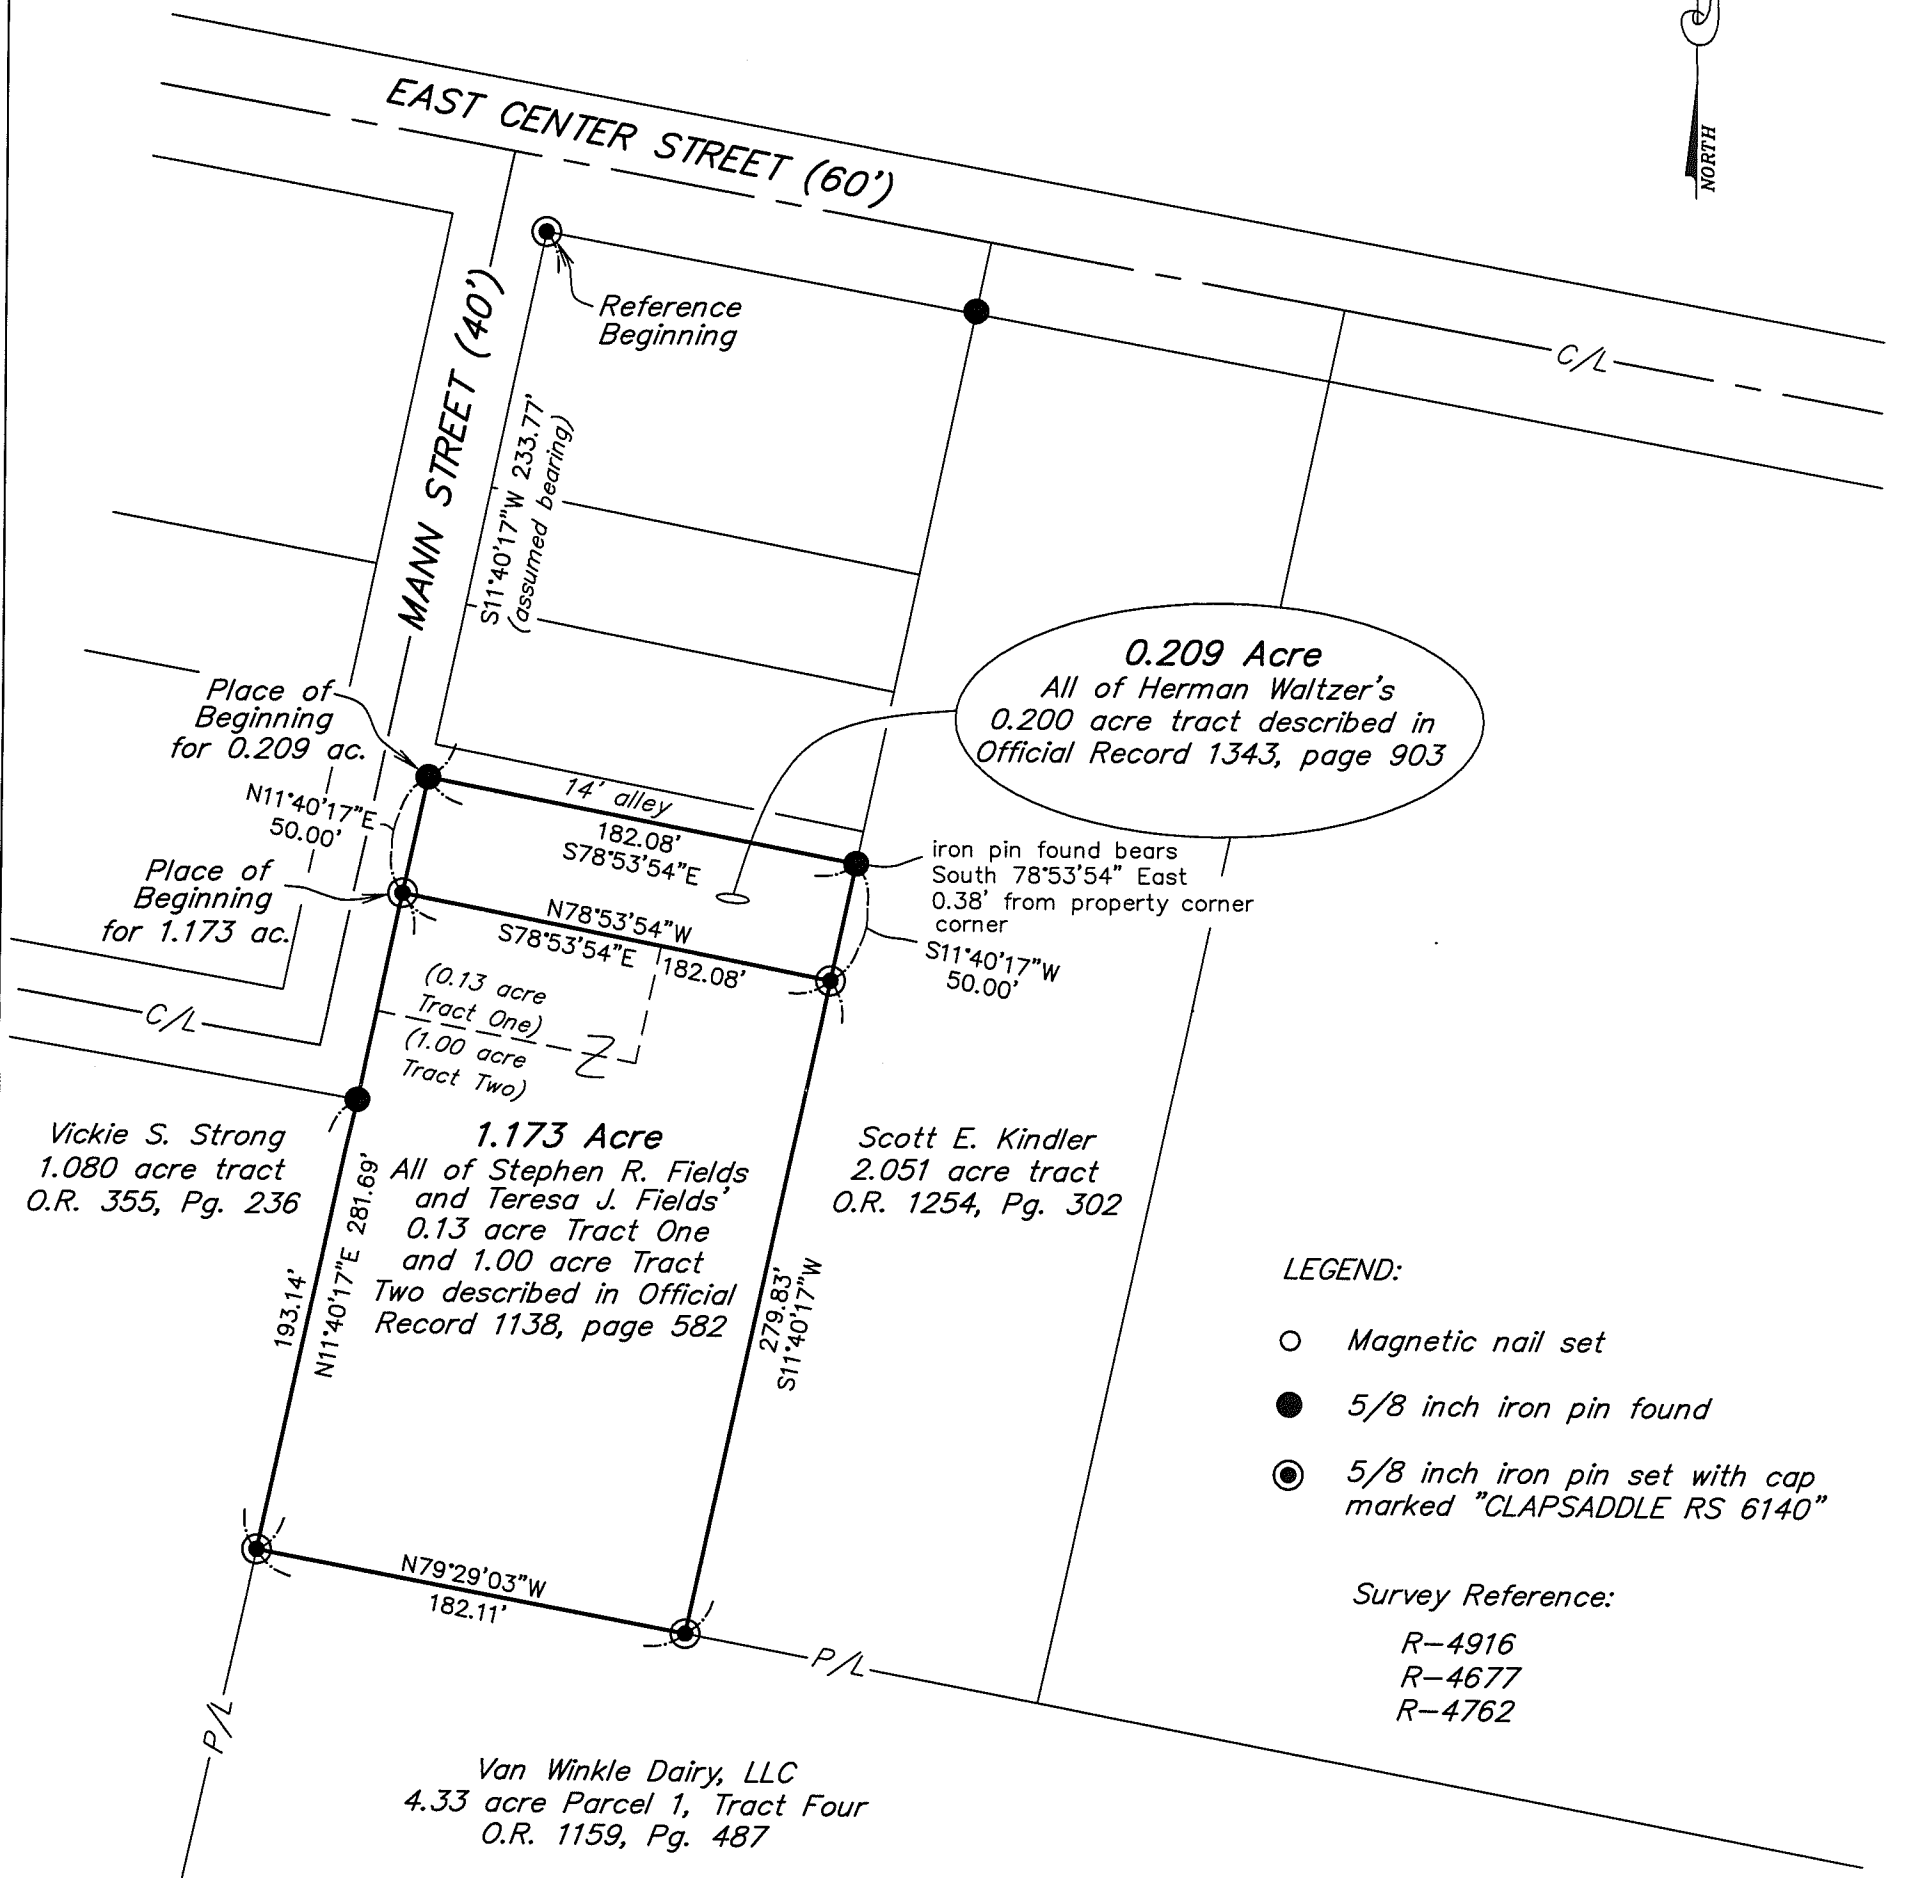 NORTH
EAST CENTER STREET (60')
C/L
MANN STREET (40')
Reference
Beginning
S11°40'17"W 233.77'
(assumed bearing)
0.209 Acre
All of Herman Waltzer's
0.200 acre tract described in
Official Record 1343, page 903
Place of
Beginning
for 0.209 ac.
14' alley
182.08'
S78°53'54"E
N11°40'17"E
50.00'
iron pin found bears
South 78°53'54" East
0.38' from property corner
corner
S11°40'17"W
50.00'
Place of
Beginning
for 1.173 ac.
N78°53'54"W
S78°53'54"E
182.08'
(0.13 acre
Tract One)
(1.00 acre
Tract Two)
Z
C/L
Vickie S. Strong
1.080 acre tract
O.R. 355, Pg. 236
1.173 Acre
All of Stephen R. Fields
and Teresa J. Fields'
0.13 acre Tract One
and 1.00 acre Tract
Two described in Official
Record 1138, page 582
Scott E. Kindler
2.051 acre tract
O.R. 1254, Pg. 302
193.14'
N11°40'17"E 281.69'
279.83'
S11°40'17"W
LEGEND:
Magnetic nail set
5/8 inch iron pin found
5/8 inch iron pin set with cap
marked "CLAPSADDLE RS 6140"
N79°29'03"W
182.11'
P/L
P/L
Survey Reference:
R-4916
R-4677
R-4762
Van Winkle Dairy, LLC
4.33 acre Parcel 1, Tract Four
O.R. 1159, Pg. 487